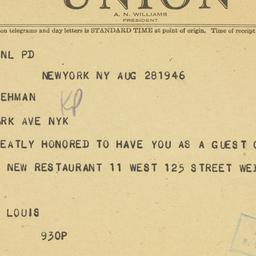 UNION
A. N. WILLIAMS
PRESIDENT
on telegrams and day letters is STANDARD TIME at point of origin. Time of receipt
NL PD
NEWYORK NY AUG 281946
EHMAN
KP
RK AVE NYK
EATLY HONORED TO HAVE YOU AS A GUEST O
NEW RESTAURANT 11 WEST 125 STREET WE
LOUIS
930P